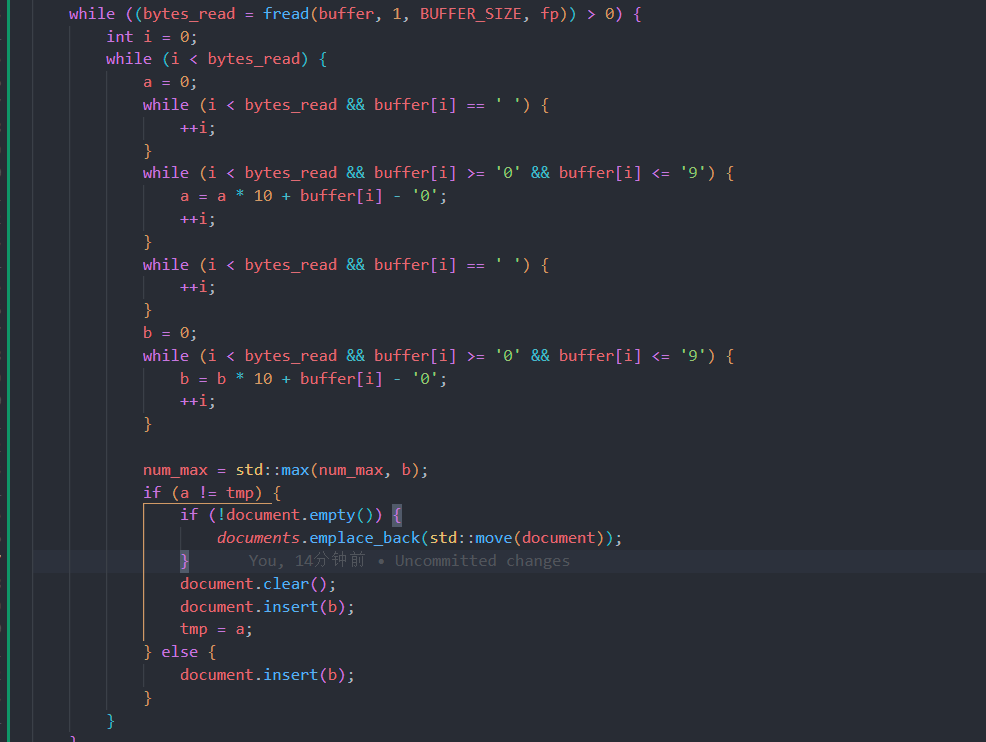 while ((bytes_read = fread(buffer, 1, BUFFER_SIZE, fp)) > 0) {
    int i = 0;
    while (i < bytes_read) {
        a = 0;
        while (i < bytes_read && buffer[i] == ' ') {
            ++i;
        }
        while (i < bytes_read && buffer[i] >= '0' && buffer[i] <= '9') {
            a = a * 10 + buffer[i] - '0';
            ++i;
        }
        while (i < bytes_read && buffer[i] == ' ') {
            ++i;
        }
        b = 0;
        while (i < bytes_read && buffer[i] >= '0' && buffer[i] <= '9') {
            b = b * 10 + buffer[i] - '0';
            ++i;
        }

        num_max = std::max(num_max, b);
        if (a != tmp) {
            if (!document.empty()) {
                documents.emplace_back(std::move(document));
            }       You, 14分钟前 • Uncommitted changes
            document.clear();
            document.insert(b);
            tmp = a;
        } else {
            document.insert(b);
        }
    }
}